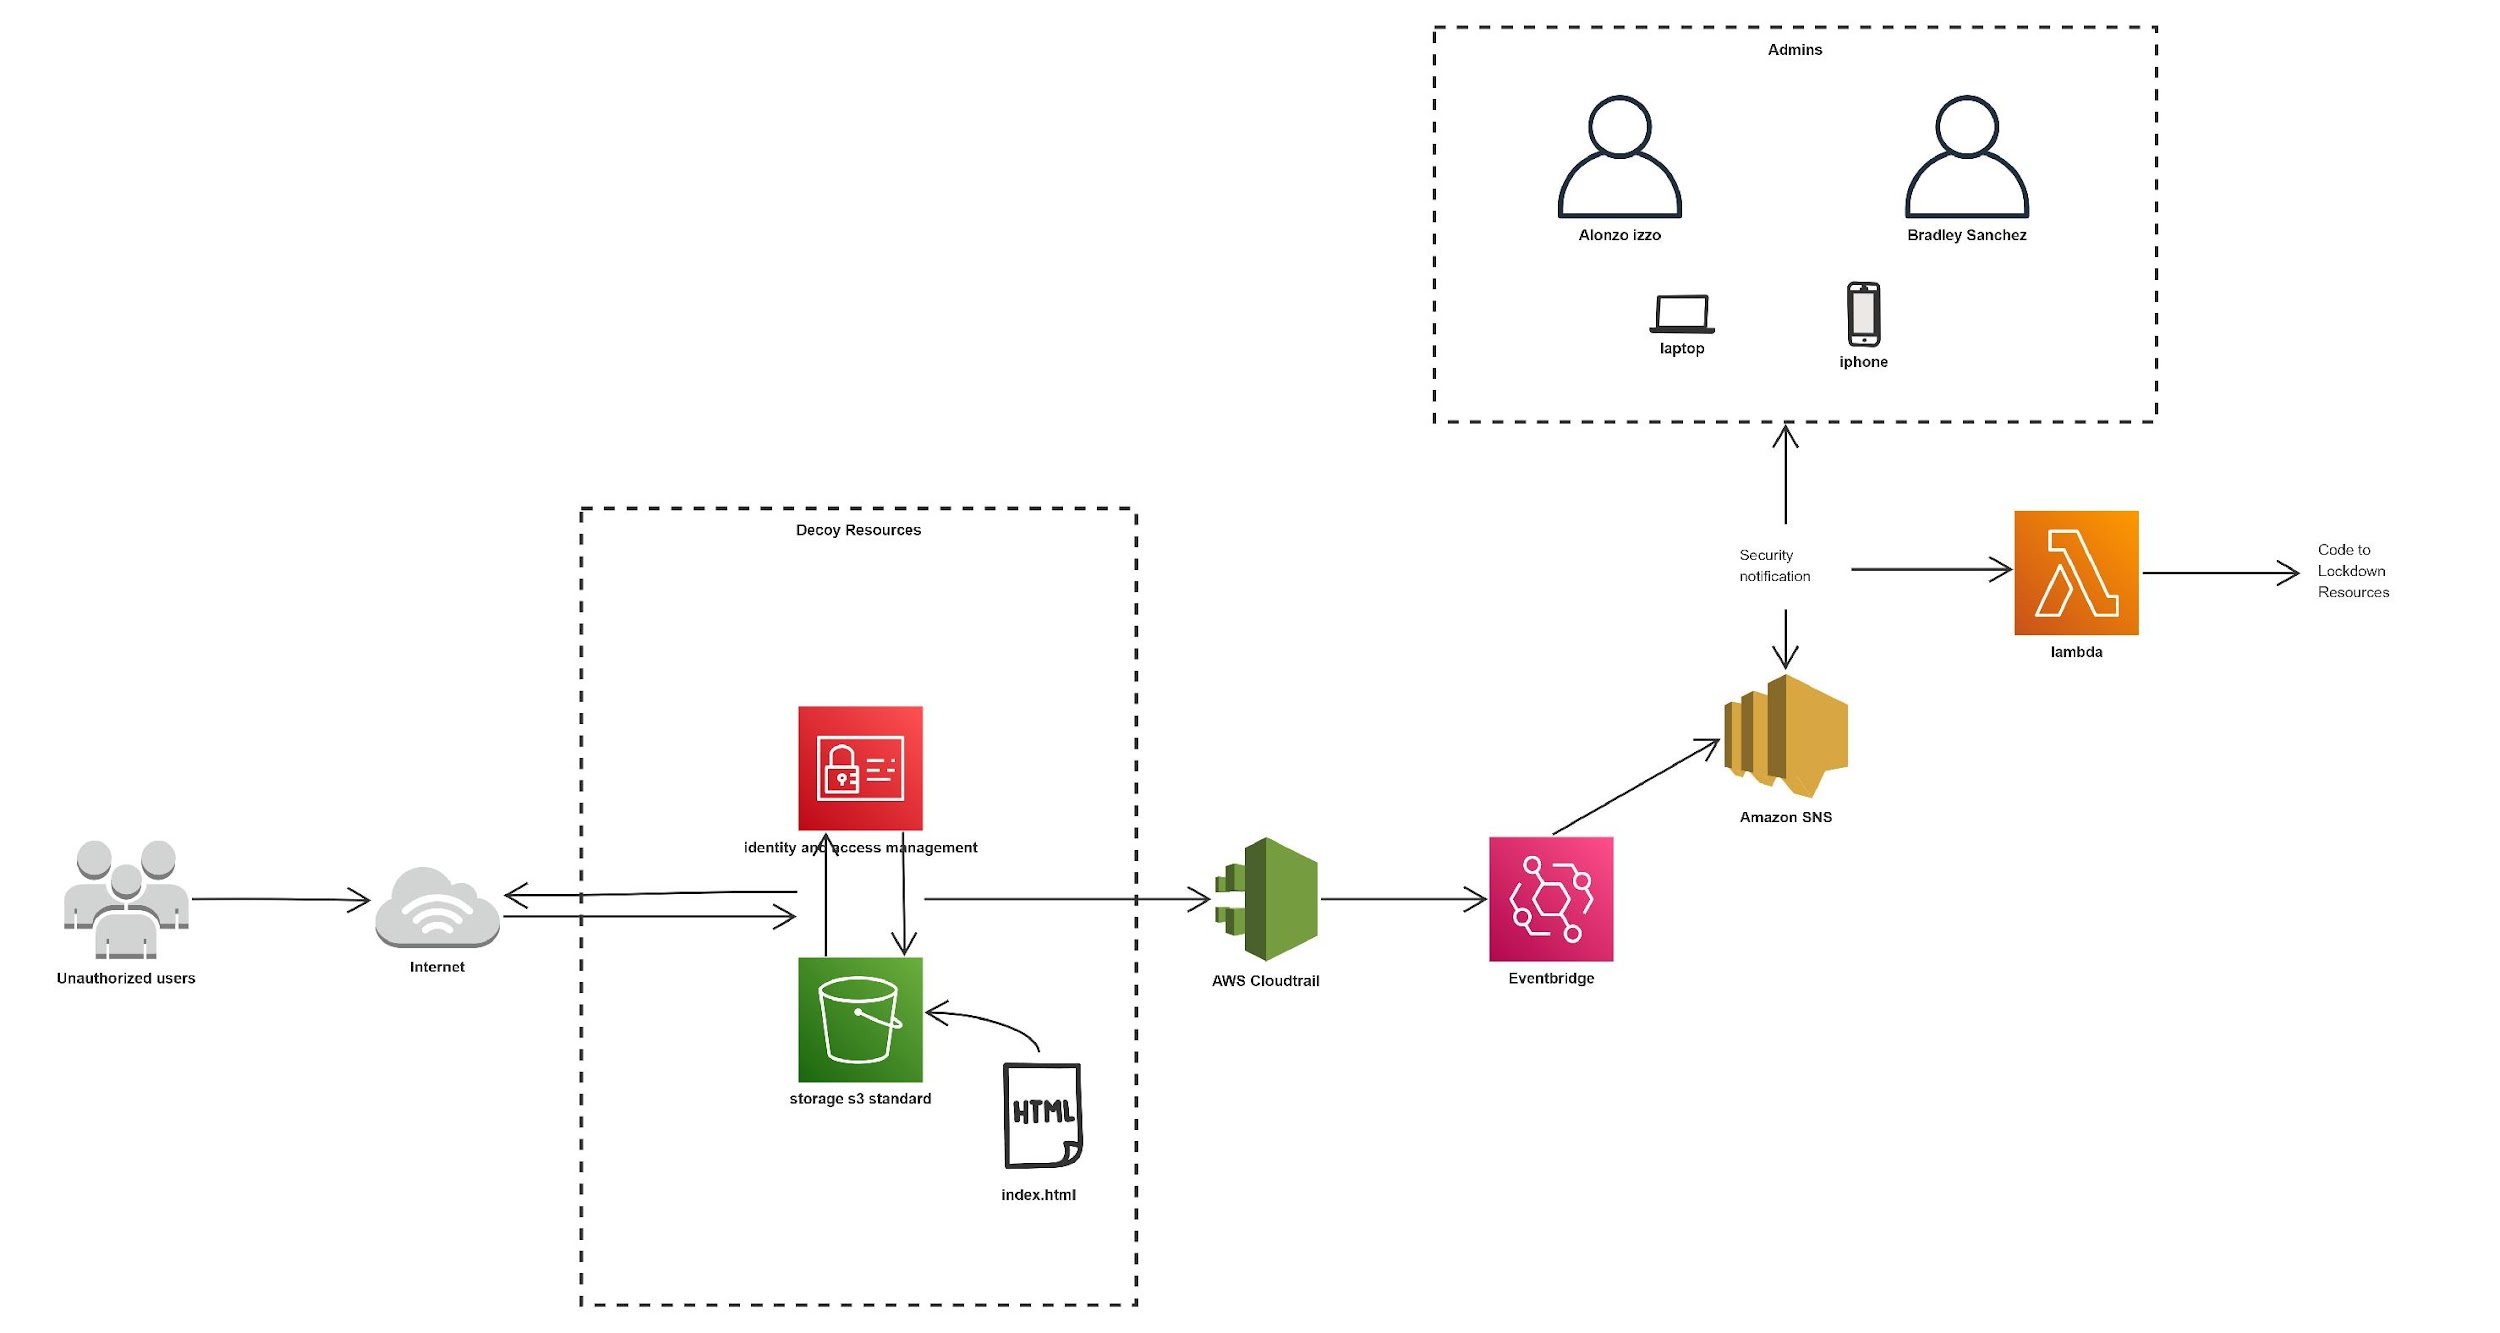 Admins
Alonzo izzo
Bradley Sanchez
laptop
iphone
Decoy Resources
Security
notification
Code to
Lockdown
Resources
lambda
Amazon SNS
identity and access management
Unauthorized users
Internet
AWS Cloudtrail
Eventbridge
storage s3 standard
HTML
index.html